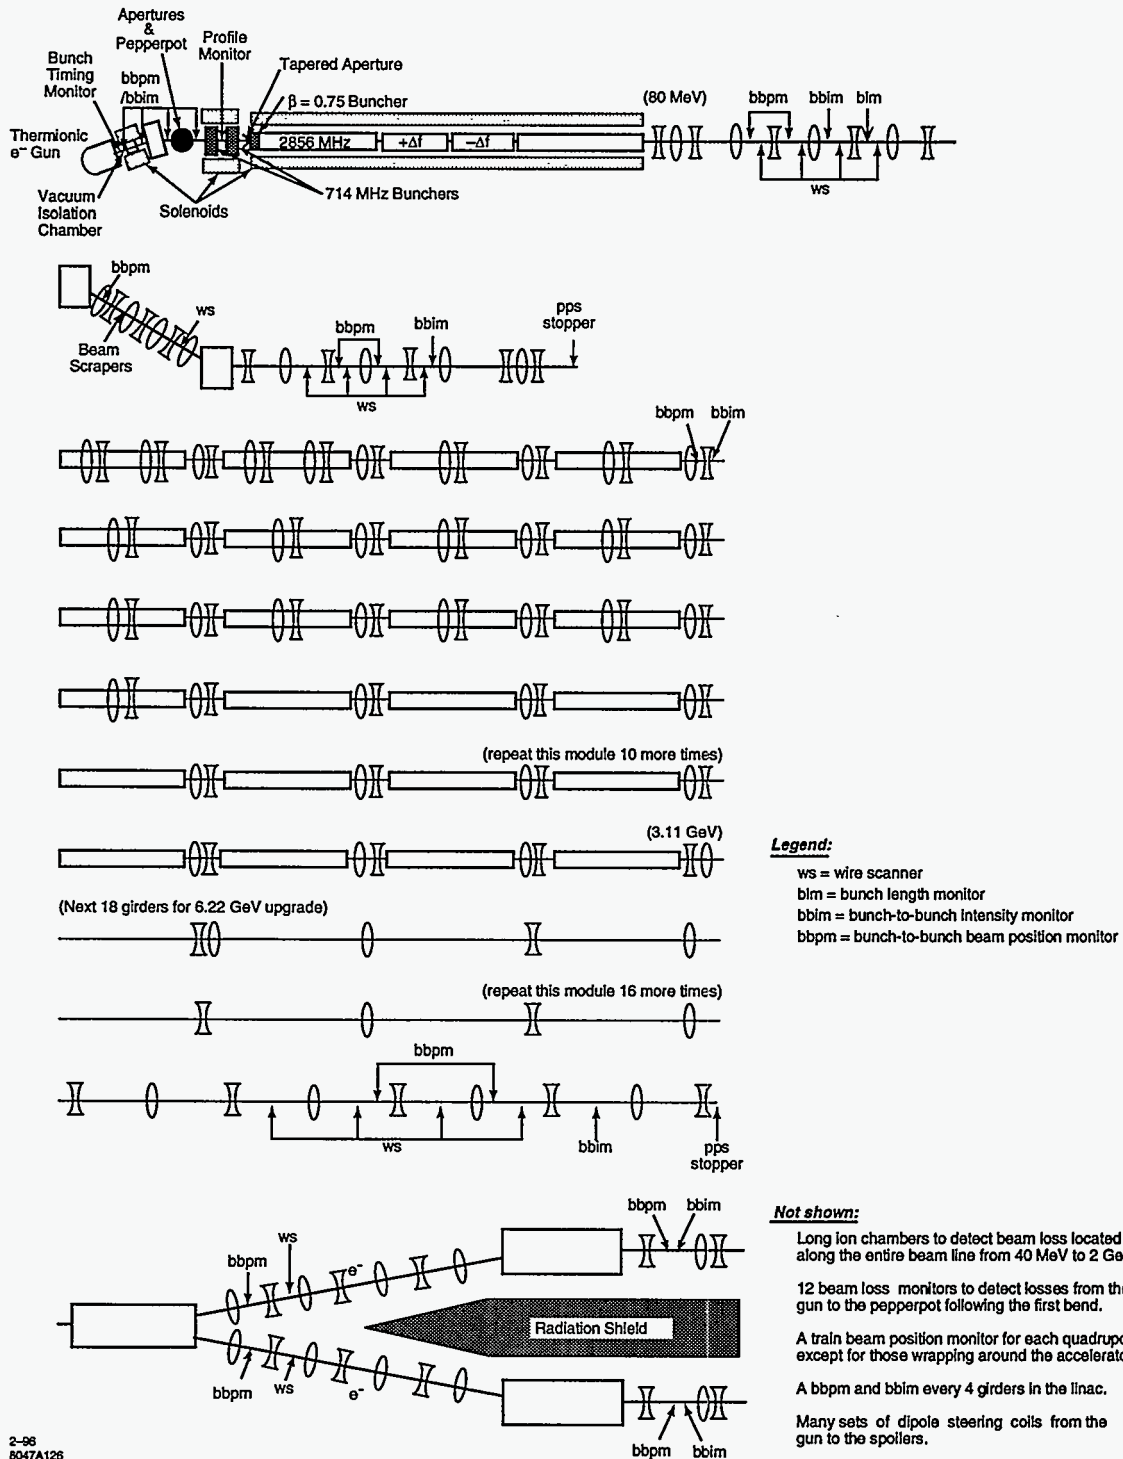 Apertures
&
Pepperpot
Profile
Monitor
Bunch
Timing
Monitor
bbpm
/bbim
Tapered Aperture
β = 0.75 Buncher
(80 MeV)
bbpm
bbim
blm
Thermionic
e⁻ Gun
2856 MHz
+Δf
−Δf
ws
Vacuum
Isolation
Chamber
Solenoids
714 MHz Bunchers
bbpm
ws
Beam
Scrapers
bbpm
bbim
pps
stopper
ws
bbpm
bbim
(repeat this module 10 more times)
(3.11 GeV)
Legend:
ws = wire scanner
blm = bunch length monitor
bbim = bunch-to-bunch intensity monitor
bbpm = bunch-to-bunch beam position monitor
(Next 18 girders for 6.22 GeV upgrade)
(repeat this module 16 more times)
bbpm
ws
bbim
pps
stopper
bbpm
ws
e⁻
bbpm
bbim
Radiation Shield
bbpm
ws
e⁻
bbpm
bbim
Not shown:
Long ion chambers to detect beam loss located
along the entire beam line from 40 MeV to 2 Ge
12 beam loss monitors to detect losses from the
gun to the pepperpot following the first bend.
A train beam position monitor for each quadrupo
except for those wrapping around the accelerato
A bbpm and bbim every 4 girders in the linac.
Many sets of dipole steering coils from the
gun to the spoilers.
2–96
8047A126